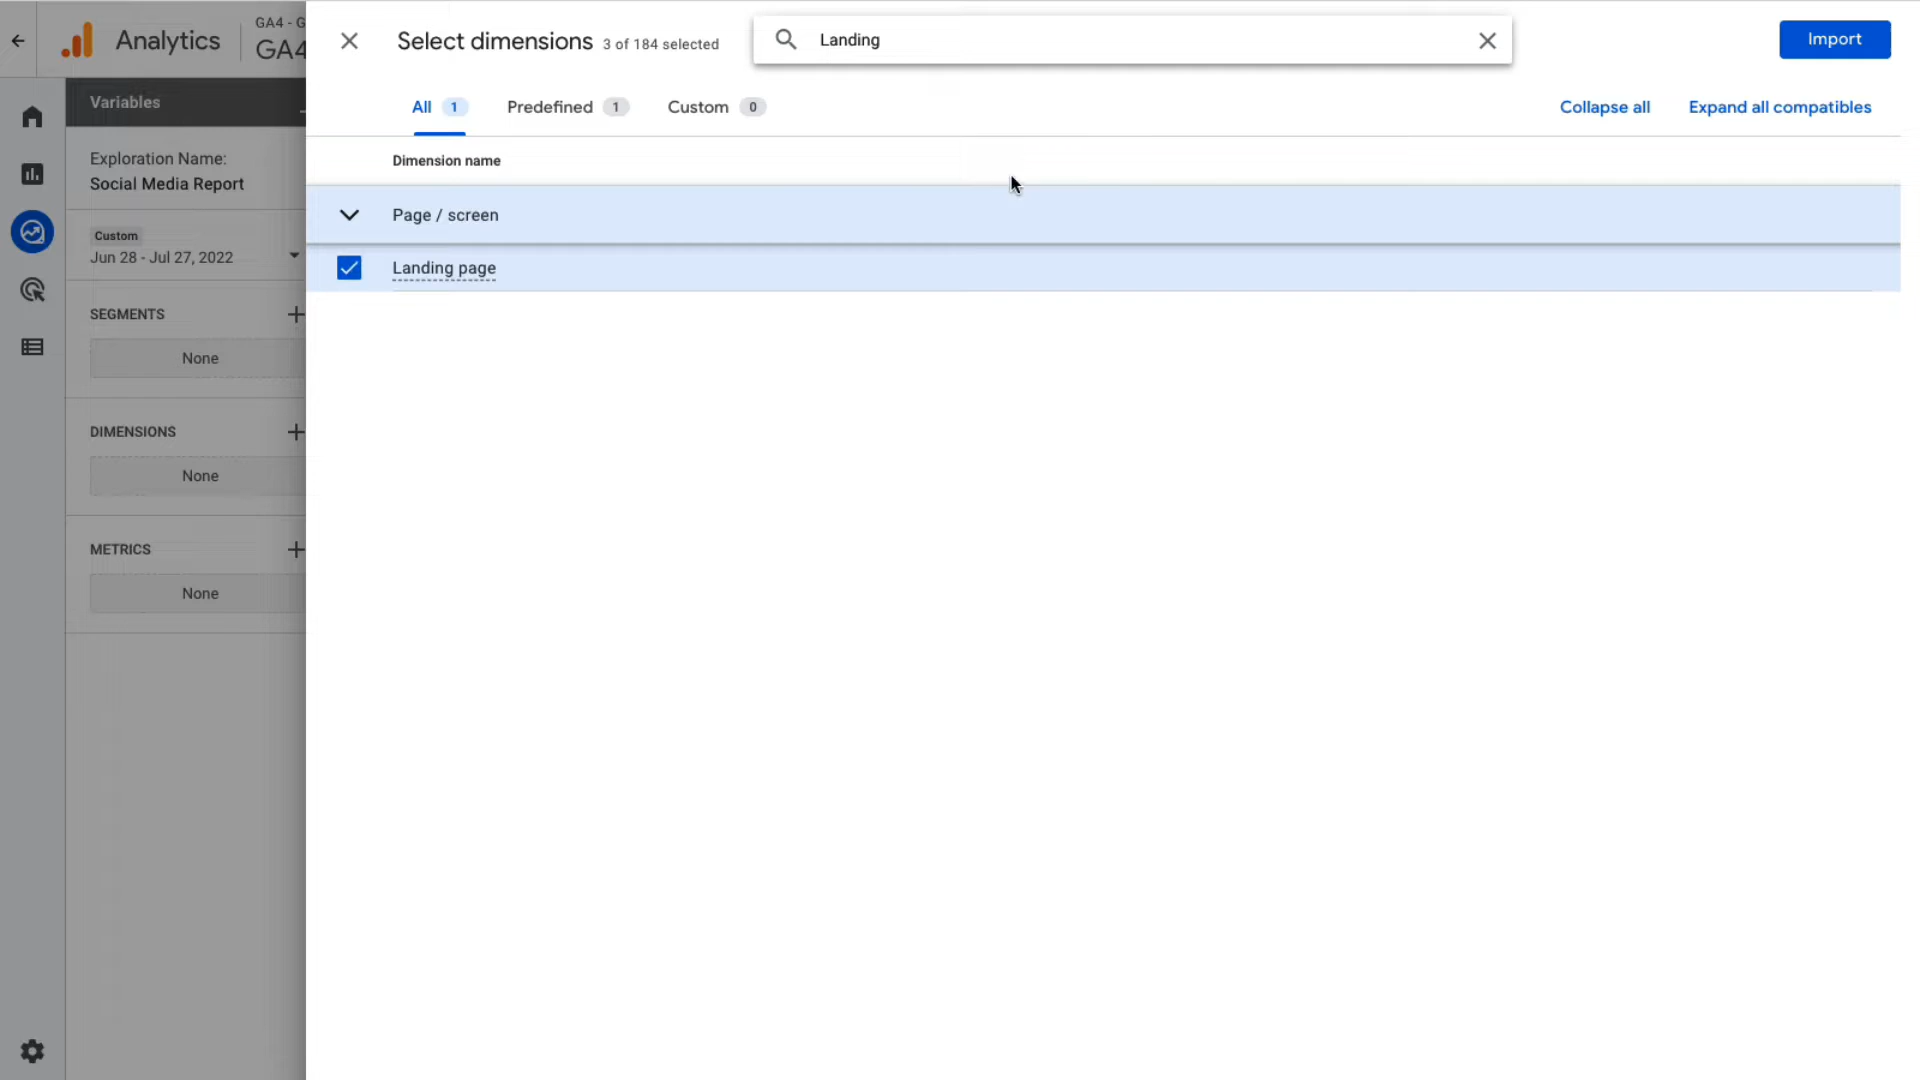 Analytics
GA4 - G
GA4
Select dimensions 3 of 184 selected
Landing
Import
All 1
Predefined 1
Custom 0
Collapse all
Expand all compatibles
Variables
Dimension name
Exploration Name:
Social Media Report
Page / screen
Custom
Jun 28 - Jul 27, 2022
Landing page
SEGMENTS
None
DIMENSIONS
None
METRICS
None